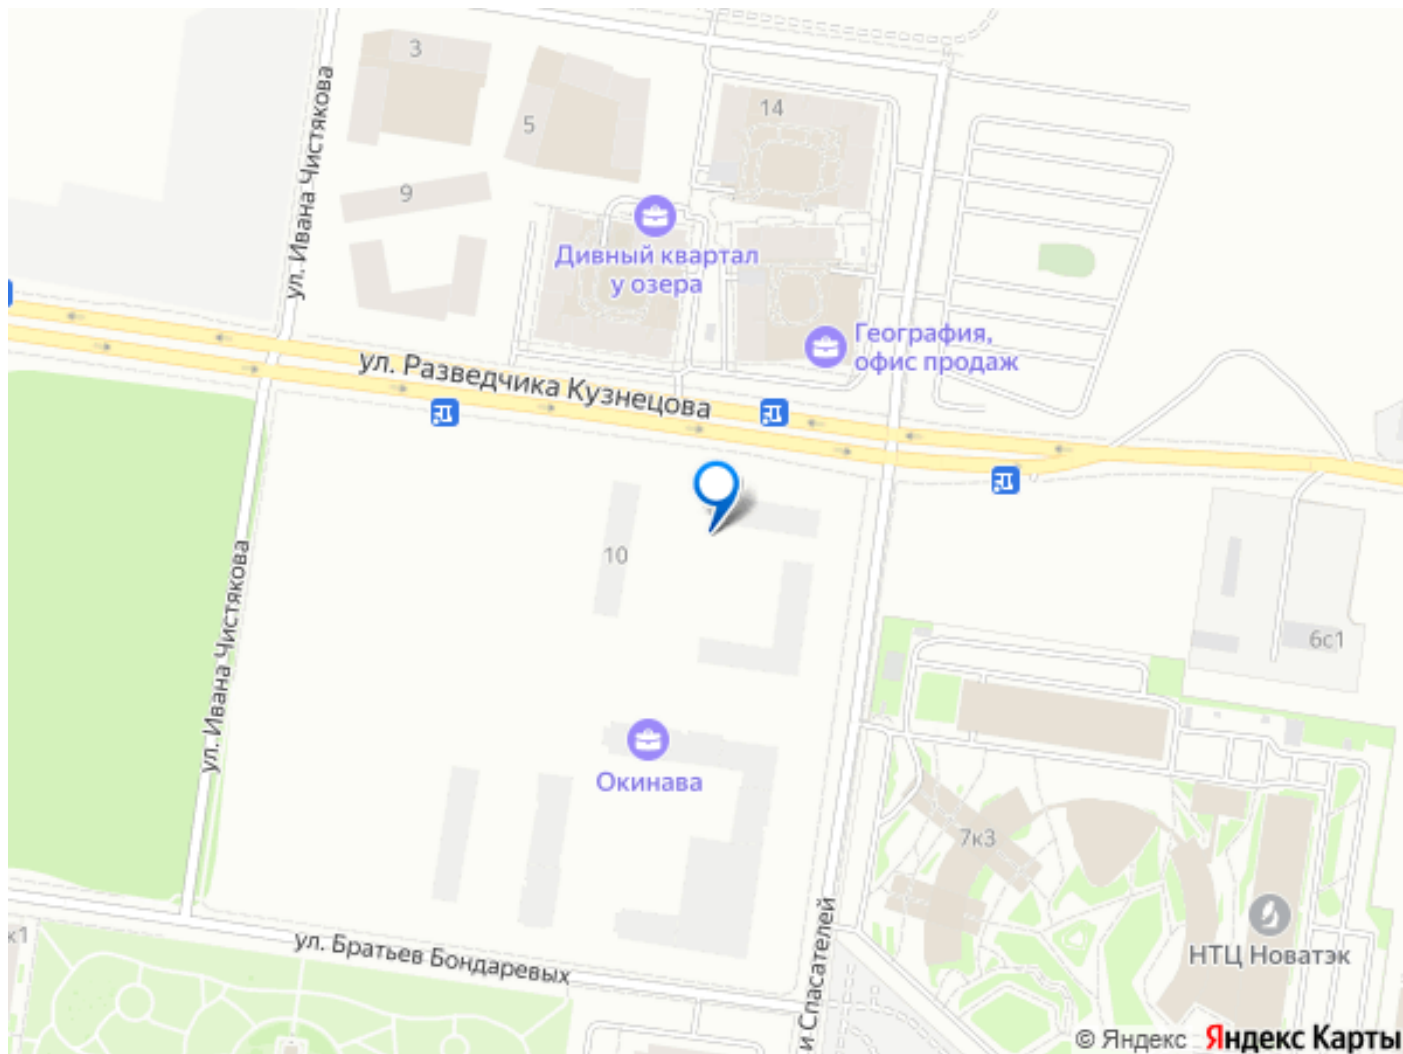 3
5
14
ул. Ивана Чистякова
9
Дивный квартал
у озера
География,
офис продаж
ул. Разведчика Кузнецова
10
ул. Ивана Чистякова
6с1
Окинава
7к3
НТЦ Новатэк
к1
ул. Братьев Бондаревых
и Спасателей
© Яндекс Яндекс Карты